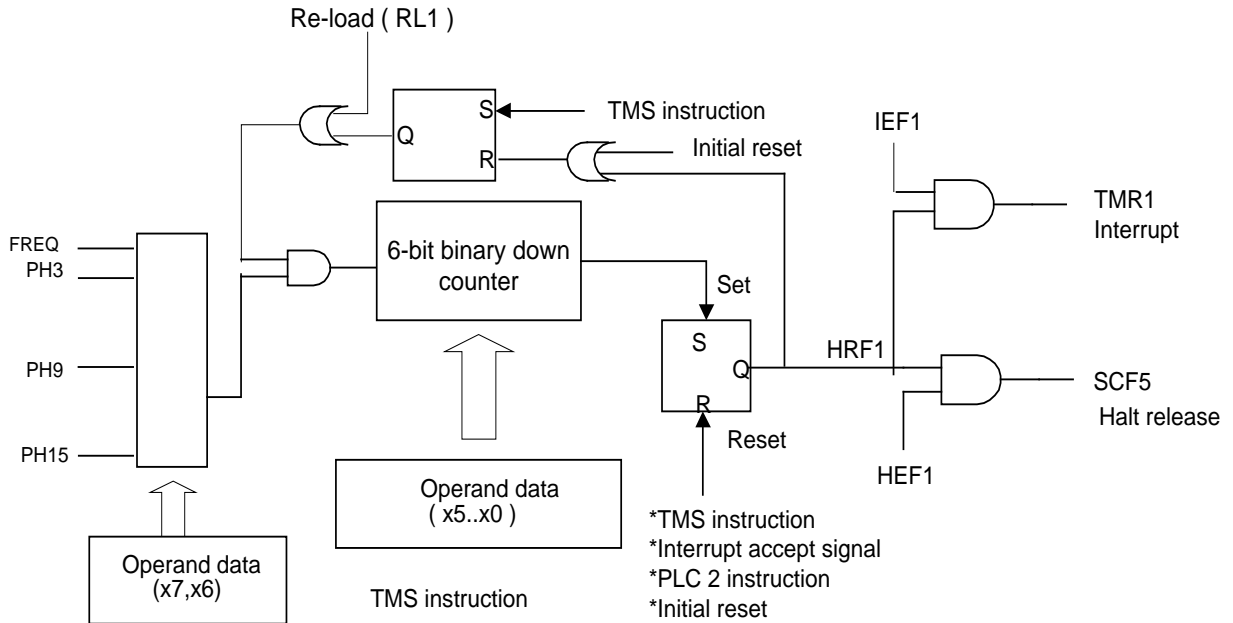 Re-load ( RL1 )
S
TMS instruction
Q
R
Initial reset
IEF1
TMR1
Interrupt
FREQ
PH3
PH9
PH15
6-bit binary down
counter
Set
S
Q
R
HRF1
Reset
SCF5
Halt release
HEF1
Operand data
( x5..x0 )
Operand data
(x7,x6)
TMS instruction
*TMS instruction
*Interrupt accept signal
*PLC 2 instruction
*Initial reset